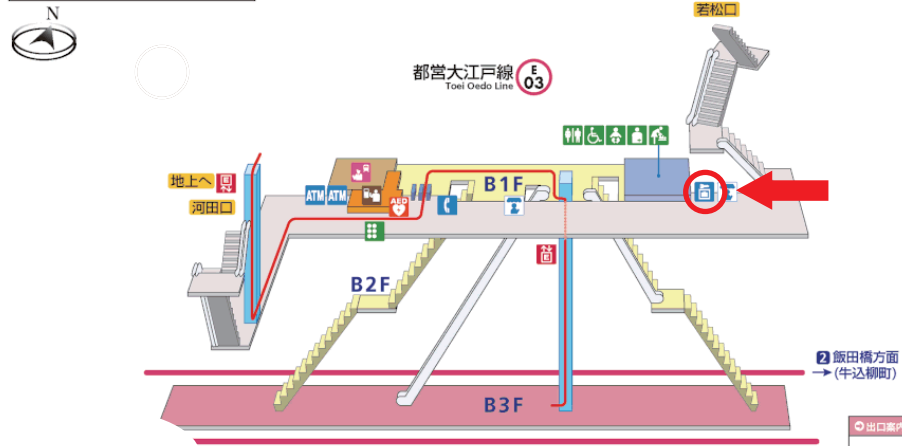 若松口
N
都営大江戸線
Toei Oedo Line
E
03
地上へ
河田口
ATM ATM
AED
B1F
B2F
B3F
2 飯田橋方面
→(牛込柳町)
出口案内